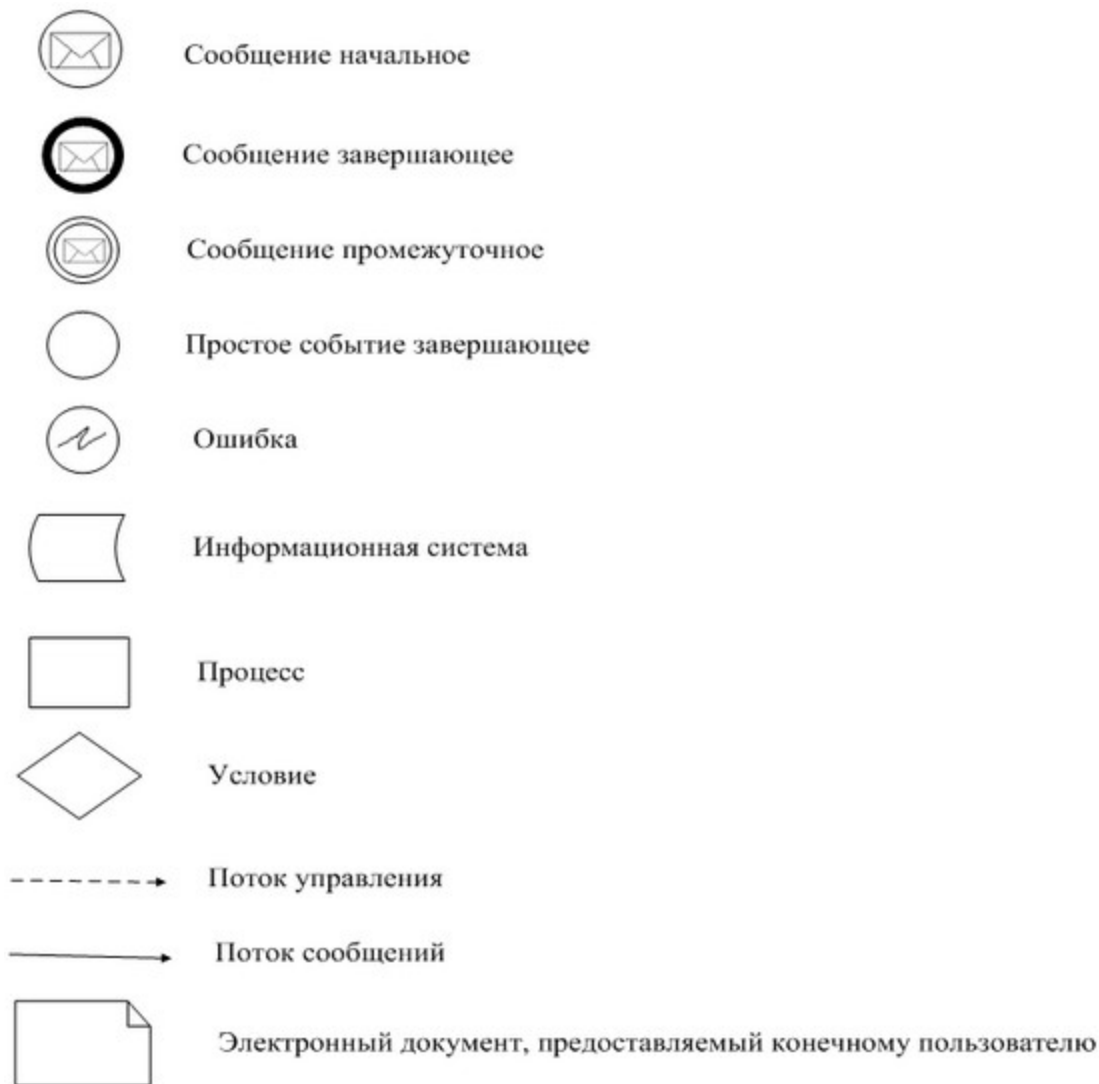 Сообщение начальное
Сообщение завершающее
Сообщение промежуточное
Простое событие завершающее
Ошибка
Информационная система
Процесс
Условие
Поток управления
Поток сообщений
Электронный документ, предоставляемый конечному пользователю